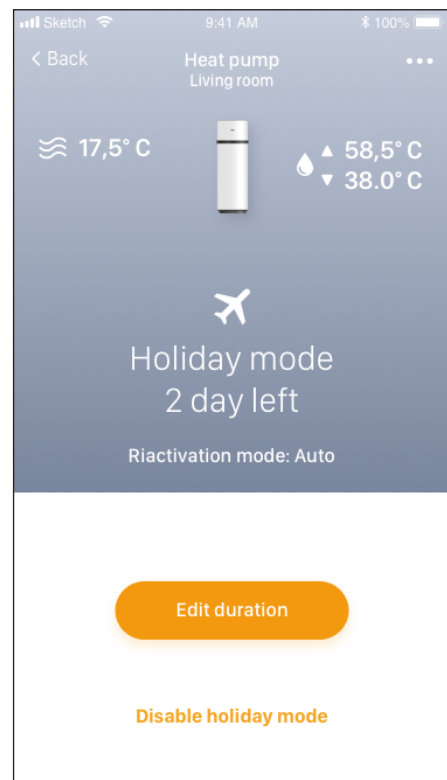 Sketch 9:41 AM 100%
Back
Heat pump
Living room
17,5° C
58,5° C
38.0° C
Holiday mode
2 day left
Riactivation mode: Auto
Edit duration
Disable holiday mode